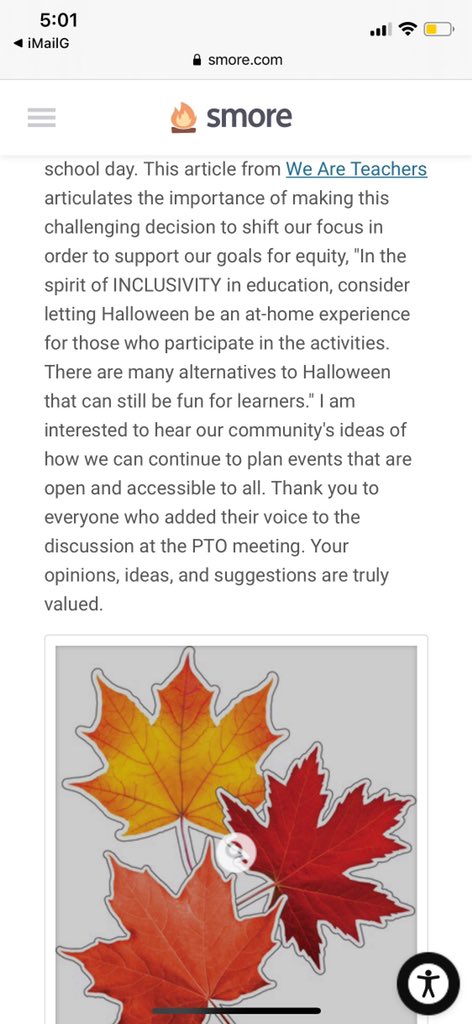 5:01
◀ iMailG
smore.com
smore
school day. This article from We Are Teachers
articulates the importance of making this
challenging decision to shift our focus in
order to support our goals for equity, "In the
spirit of INCLUSIVITY in education, consider
letting Halloween be an at-home experience
for those who participate in the activities.
There are many alternatives to Halloween
that can still be fun for learners." I am
interested to hear our community's ideas of
how we can continue to plan events that are
open and accessible to all. Thank you to
everyone who added their voice to the
discussion at the PTO meeting. Your
opinions, ideas, and suggestions are truly
valued.